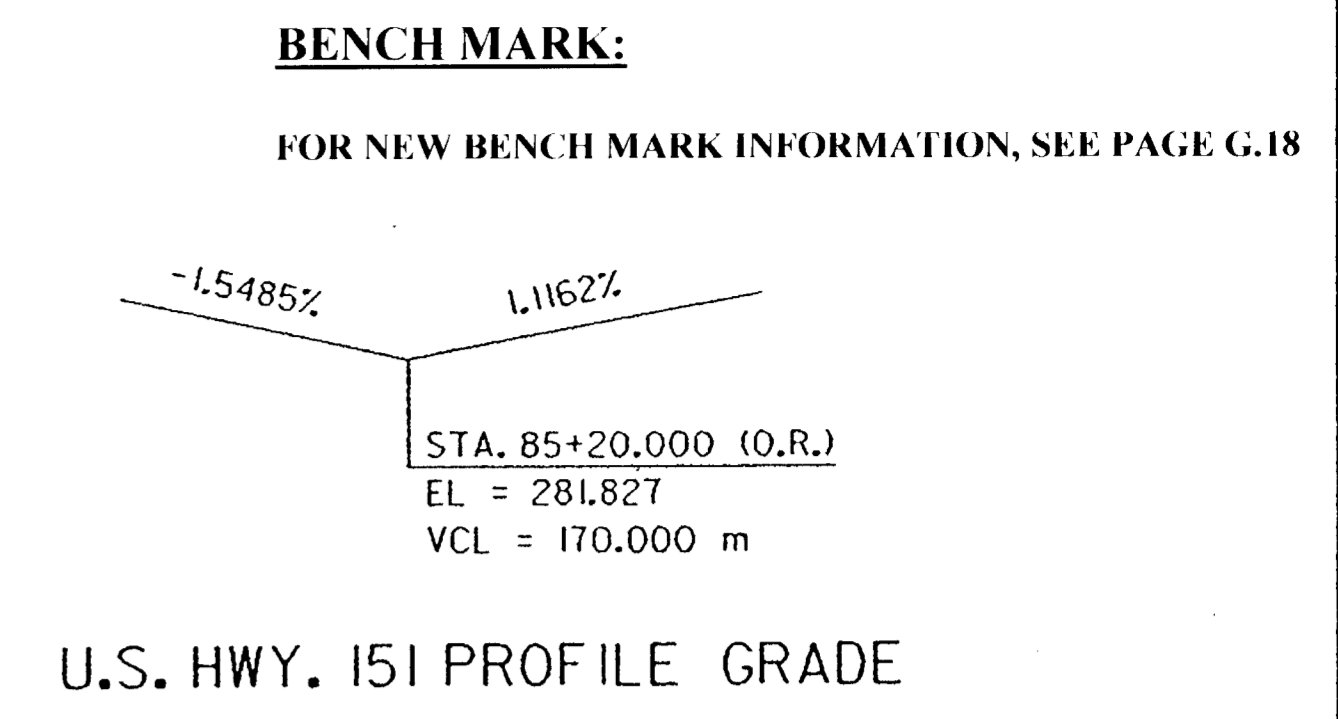 BENCH MARK:
FOR NEW BENCH MARK INFORMATION, SEE PAGE G.18
-1.5485%
1.1162%
STA. 85+20.000 (O.R.)
EL = 281.827
VCL = 170.000 m
U.S. HWY. 151 PROFILE GRADE